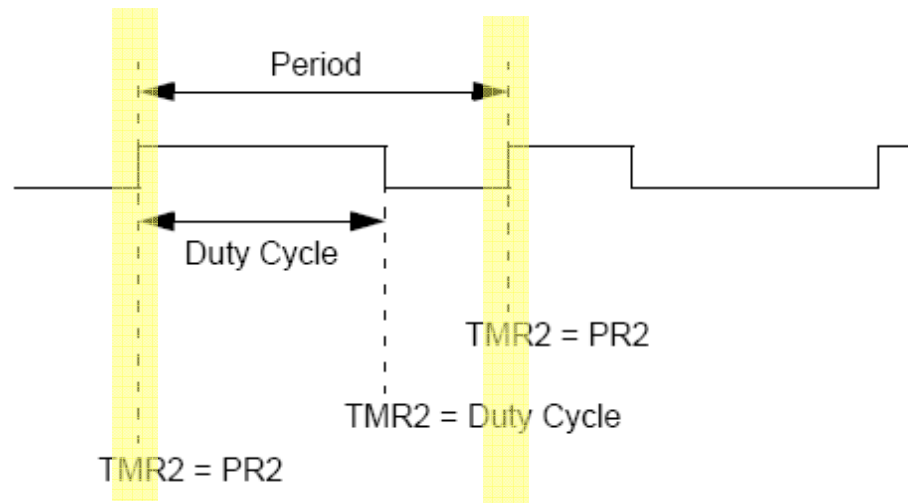 Period
Duty Cycle
TMR2 = PR2
TMR2 = Duty Cycle
TMR2 = PR2